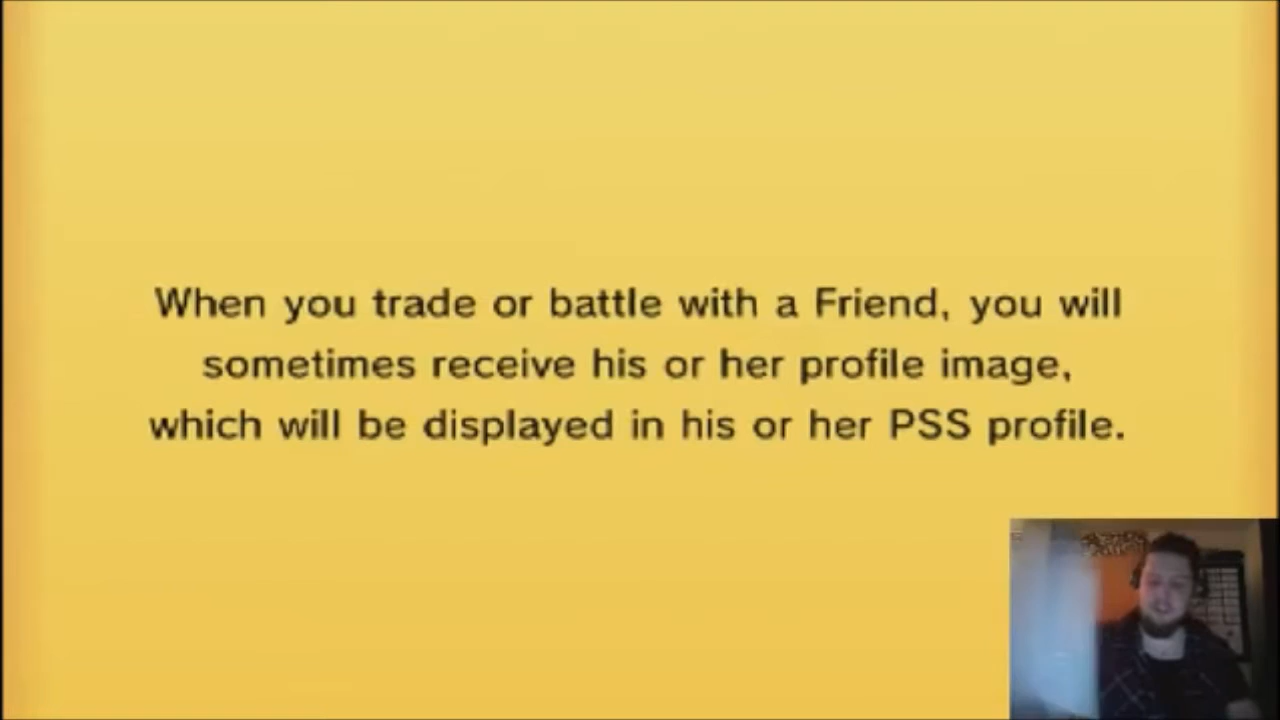 When you trade or battle with a Friend, you will
sometimes receive his or her profile image,
which will be displayed in his or her PSS profile.